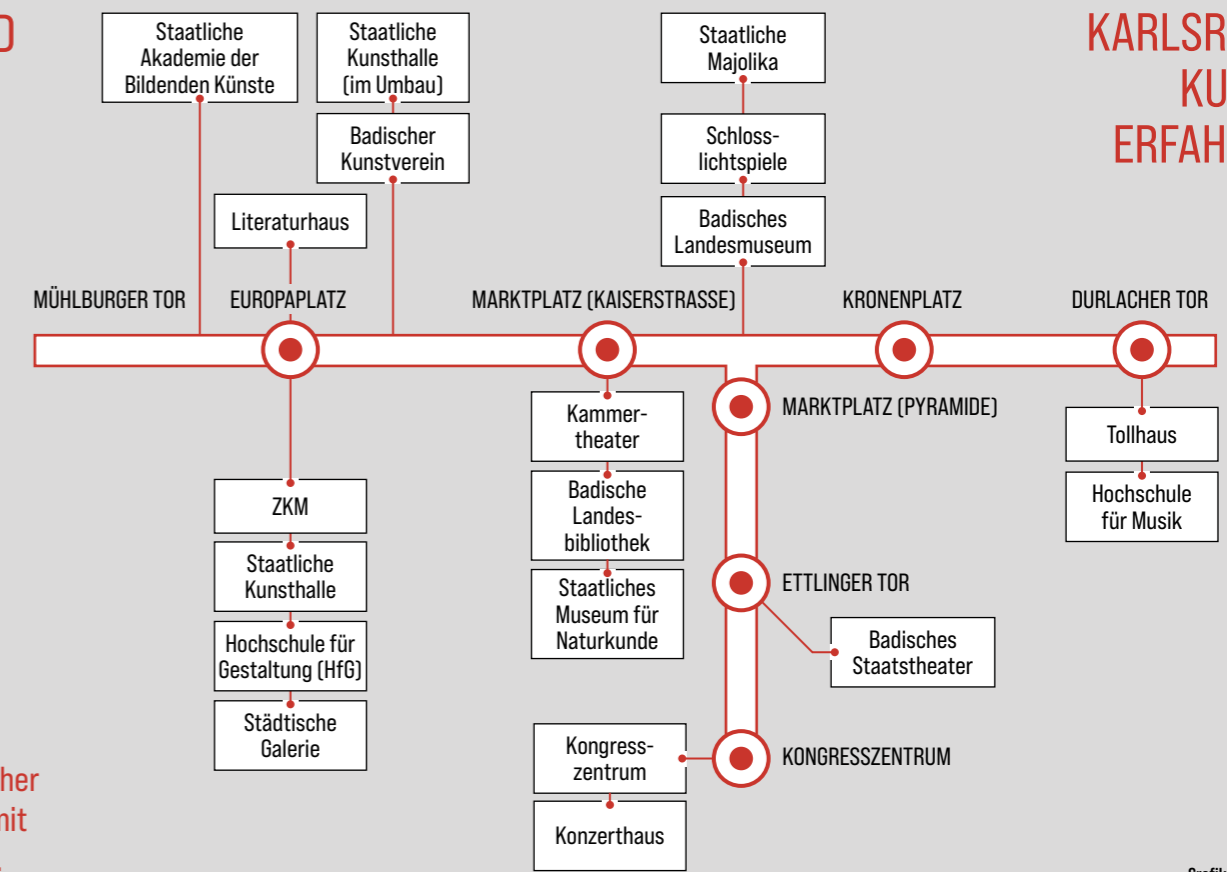 D
KARLSR
KU
ERFAH
Staatliche
Akademie der
Bildenden Künste
Staatliche
Kunsthalle
(im Umbau)
Badischer
Kunstverein
Literaturhaus
Staatliche
Majolika
Schloss-
lichtspiele
Badisches
Landesmuseum
MÜHLBURGER TOR
EUROPAPLATZ
MARKTPLATZ (KAISERSTRASSE)
KRONENPLATZ
DURLACHER TOR
MARKTPLATZ (PYRAMIDE)
Kammer-
theater
Badische
Landes-
bibliothek
Staatliches
Museum für
Naturkunde
Tollhaus
Hochschule
für Musik
ZKM
Staatliche
Kunsthalle
Hochschule für
Gestaltung (HfG)
Städtische
Galerie
ETTLINGER TOR
Badisches
Staatstheater
Kongress-
zentrum
Konzerthaus
KONGRESSZENTRUM
her
mit